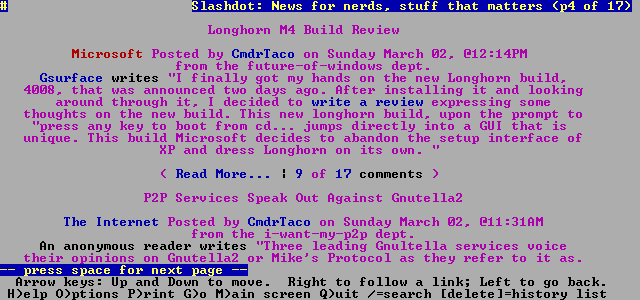 # Slashdot: News for nerds, stuff that matters (p4 of 17)
Longhorn M4 Build Review
Microsoft Posted by CmdrTaco on Sunday March 02, @12:14PM
from the future-of-windows dept.
Gsurface writes "I finally got my hands on the new Longhorn build,
4008, that was announced two days ago. After installing it and looking
around through it, I decided to write a review expressing some
thoughts on the new build. This new longhorn build, upon the prompt to
"press any key to boot from cd... jumps directly into a GUI that is
unique. This build Microsoft decides to abandon the setup interface of
XP and dress Longhorn on its own. "
( Read More... | 9 of 17 comments )
P2P Services Speak Out Against Gnutella2
The Internet Posted by CmdrTaco on Sunday March 02, @11:31AM
from the i-want-my-p2p dept.
An anonymous reader writes "Three leading Gnultella services voice
their opinions on Gnutella2 or Mike's Protocol as they refer to it as.
-- press space for next page --
Arrow keys: Up and Down to move. Right to follow a link; Left to go back.
H)elp O)ptions P)rint G)o M)ain screen Q)uit /=search [delete]=history list